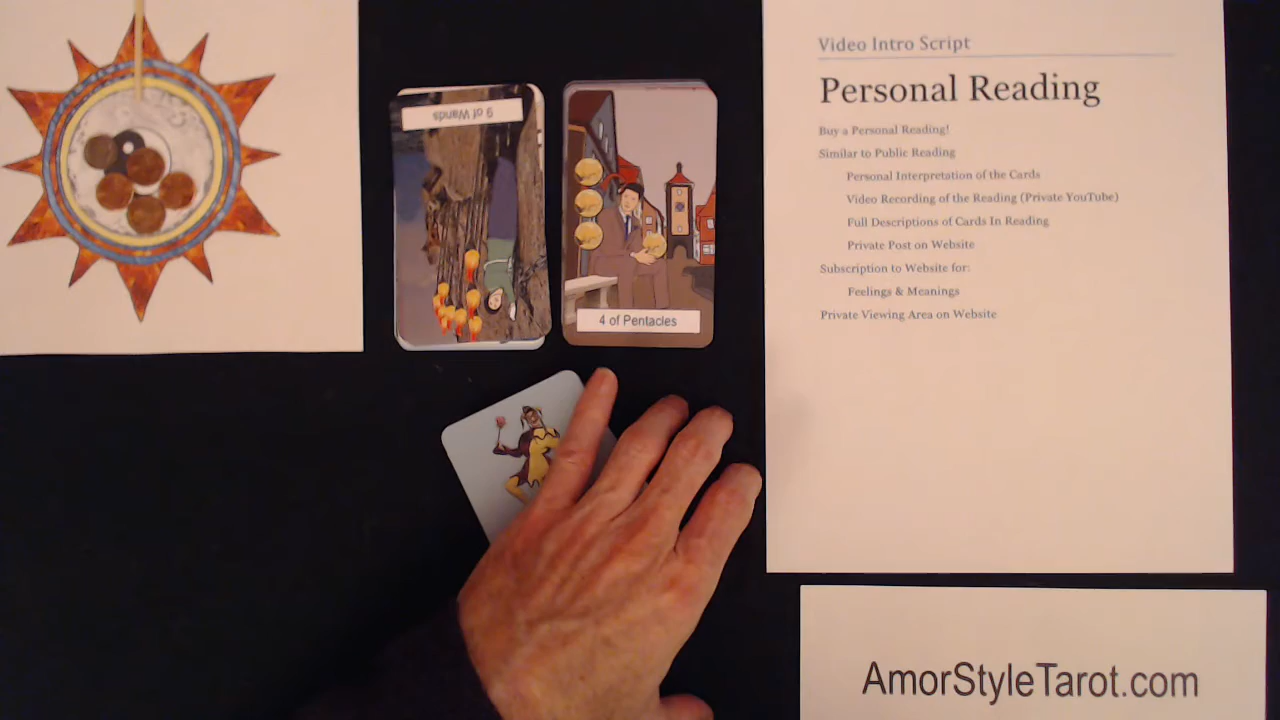 9 of Wands
4 of Pentacles
Video Intro Script
Personal Reading
Buy a Personal Reading!
Similar to Public Reading
Personal Interpretation of the Cards
Video Recording of the Reading (Private YouTube)
Full Descriptions of Cards In Reading
Private Post on Website
Subscription to Website for:
Feelings & Meanings
Private Viewing Area on Website
AmorStyleTarot.com